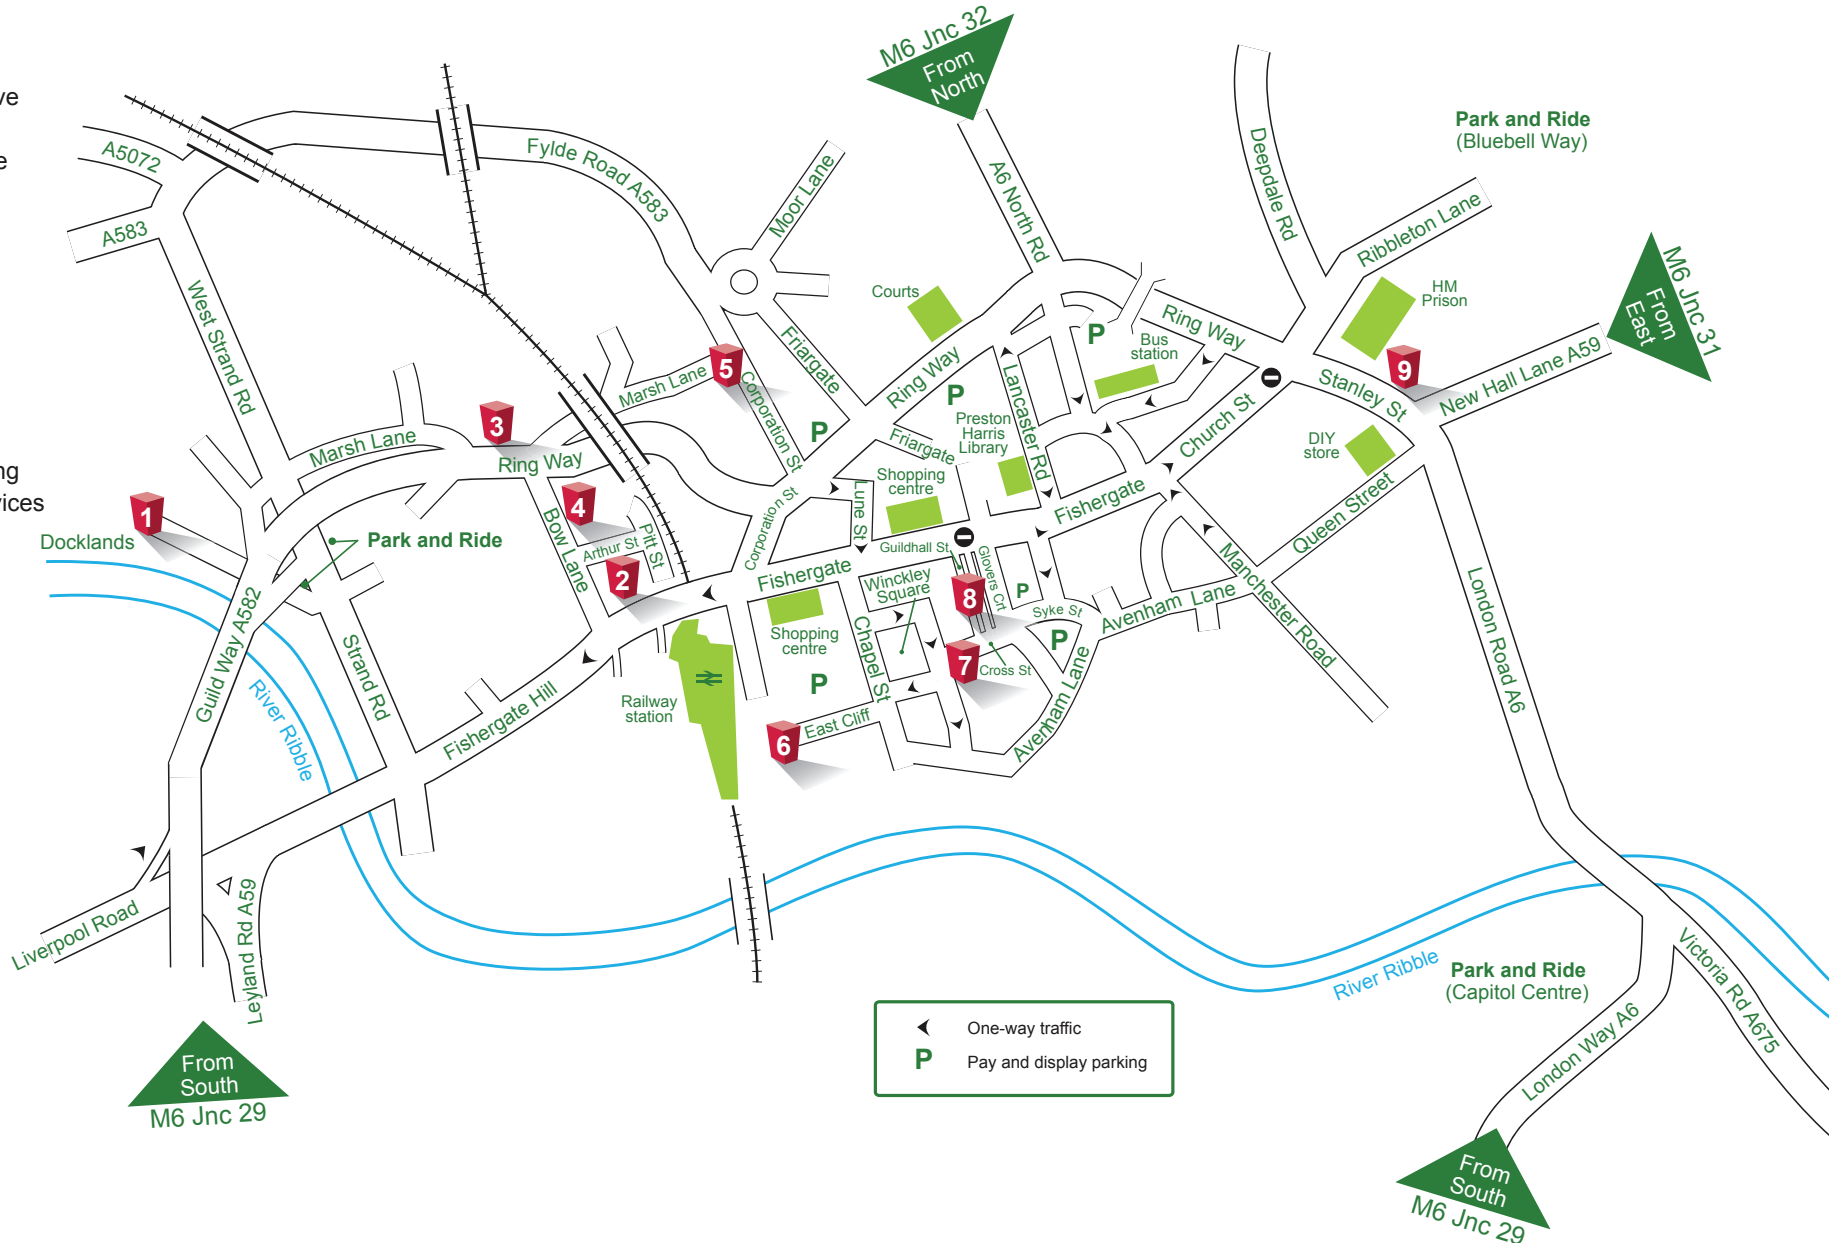 ve
e
ng
vices
M6 Jnc 32
From
North
A5072
A583
Fylde Road A583
Moor Lane
A6 North Rd
Deepdale Rd
Park and Ride
(Bluebell Way)
Ribbleton Lane
HM
Prison
M6 Jnc 31
From
East
West Strand Rd
Courts
Friargate
Ring Way
P
Bus
station
Ring Way
5
Marsh Lane
Corporation St
P
P
Lancaster Rd
Preston
Harris
Library
Friargate
Church St
Stanley St
9
New Hall Lane A59
DIY
store
3
Marsh Lane
Ring Way
Shopping
centre
Lune St
Corporation St
Fishergate
Queen Street
1
Docklands
Park and Ride
4
Bow Lane
Arthur St
Pitt St
2
Fishergate
Guildhall St
Glovers Crt
Winckley
Square
8
P
Syke St
P
Avenham Lane
Manchester Road
London Road A6
Guild Way A582
Strand Rd
River Ribble
Fishergate Hill
Railway
station
Shopping
centre
P
Chapel St
7
Cross St
Avenham Lane
6
East Cliff
Liverpool Road
Leyland Rd A59
River Ribble
Park and Ride
(Capitol Centre)
Victoria Rd A675
London Way A6
One-way traffic
P
Pay and display parking
From
South
M6 Jnc 29
From
South
M6 Jnc 29